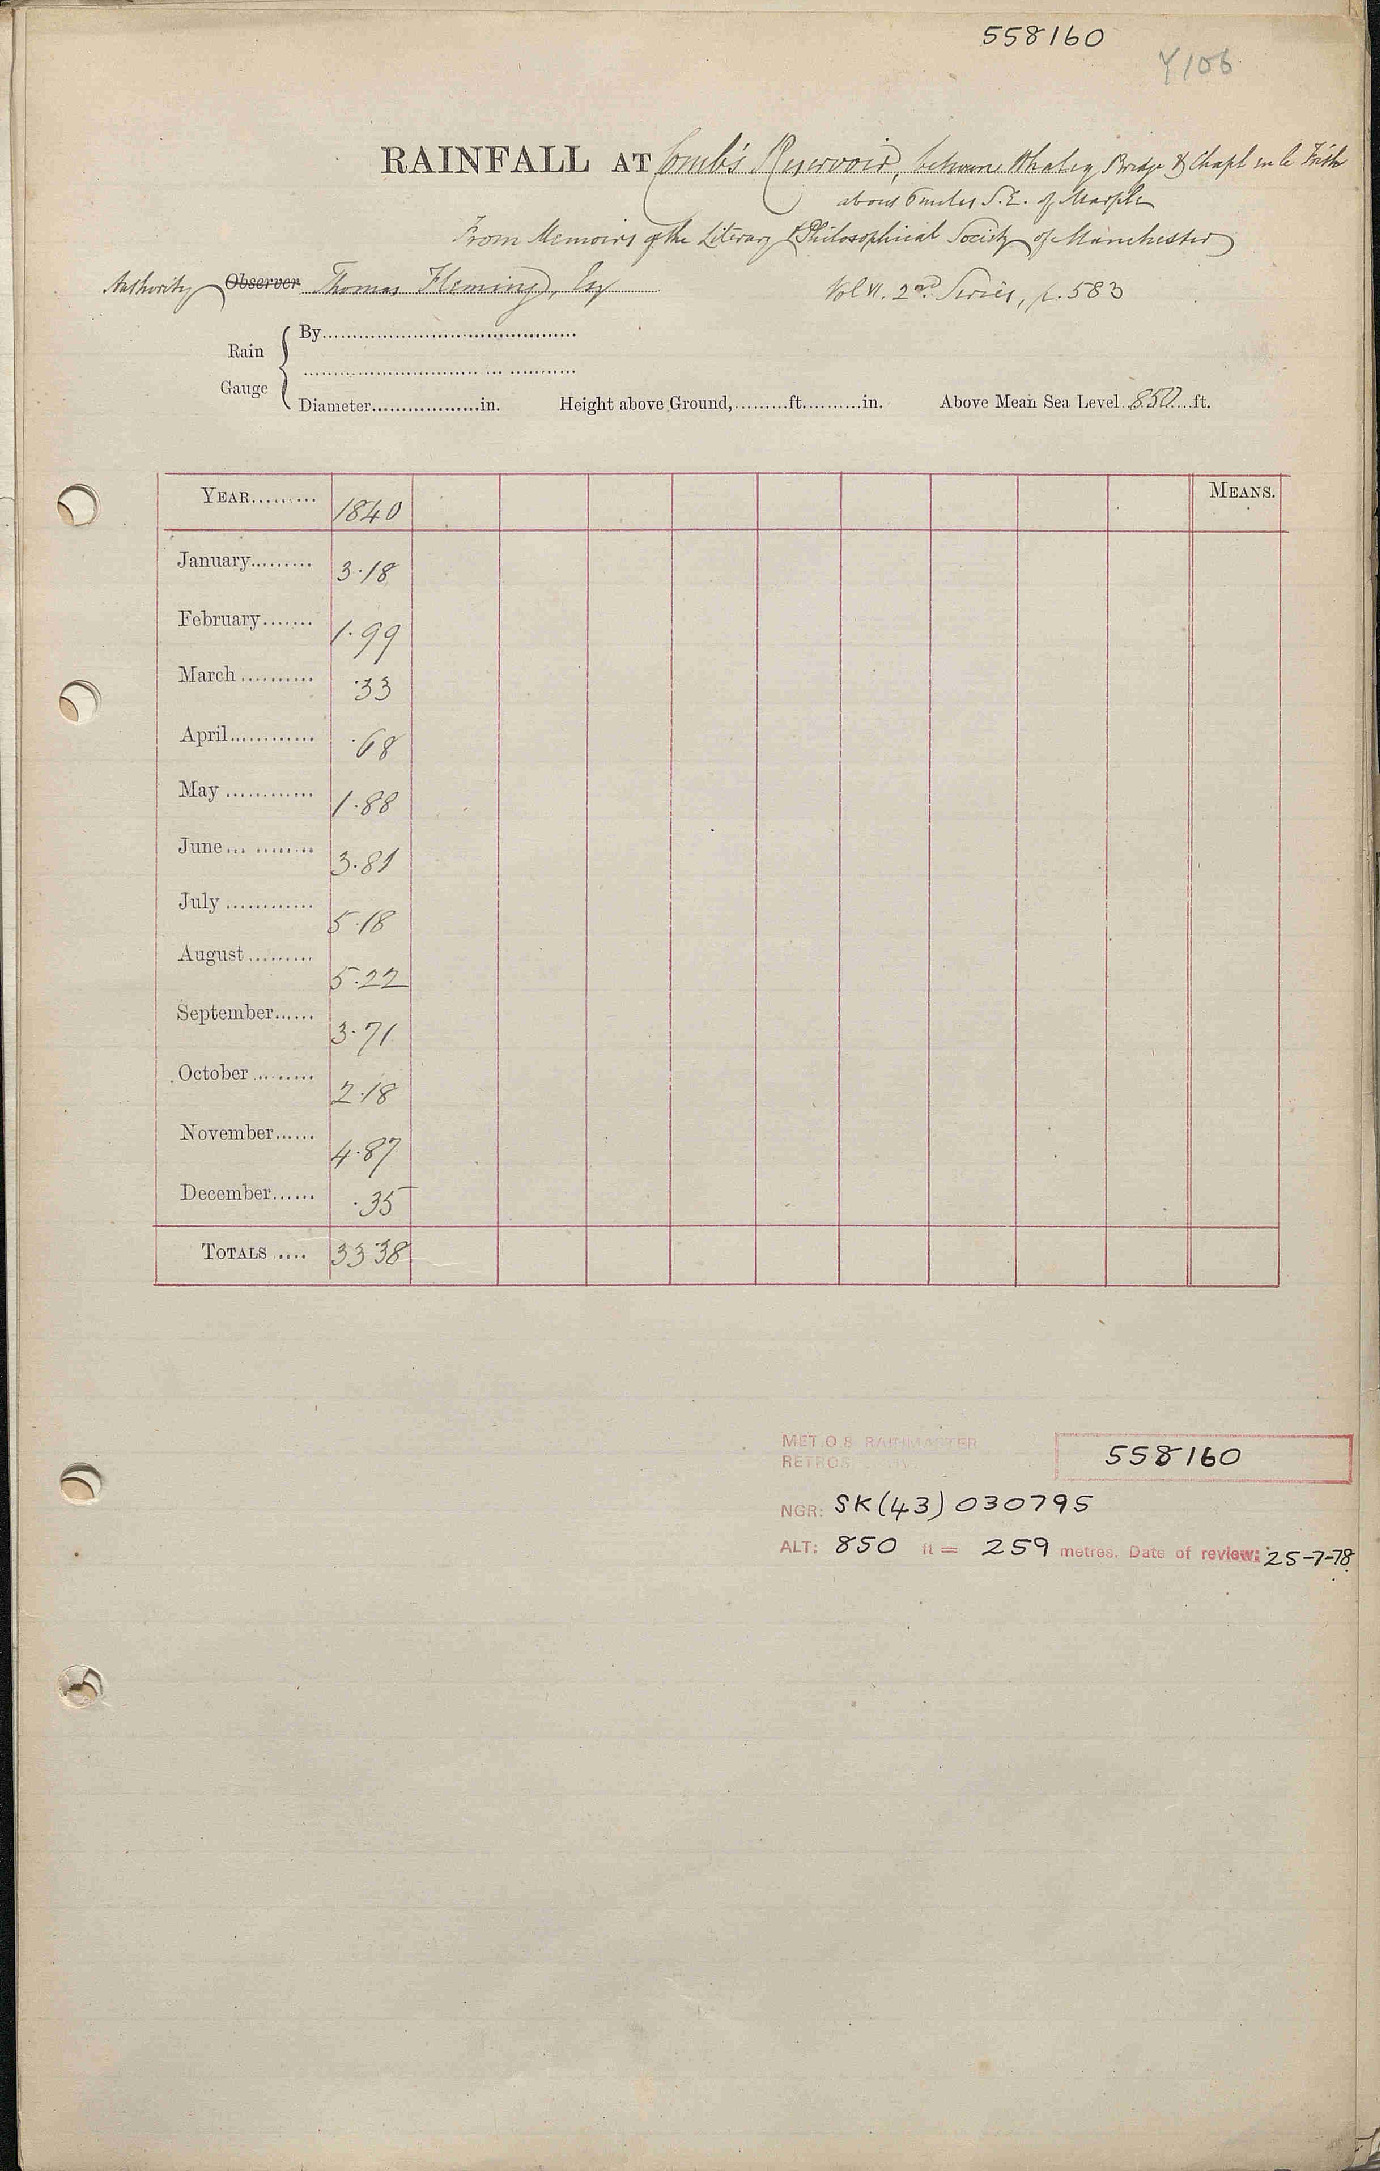 558160
Y106
RAINFALL AT Comb's Reservoir, between Whaley Bridge & Chapl en le Frith
about 6 miles S.E. of Marple
From Memoirs of the Literary & Philosophical Society of Manchester
Authority Observer Thomas Fleming, Esq Vol VI. 2nd Series, p. 583
Rain Gauge
By
Diameter in. Height above Ground, ft. in. Above Mean Sea Level 850 ft.
YEAR 1840 MEANS.
January 3.18
February 1.99
March .33
April .68
May 1.88
June 3.81
July 5.18
August 5.22
September 3.71
October 2.18
November 4.87
December .35
TOTALS 33 38
MET O 8 RAINMASTER 558160
NGR: SK(43) 030795
ALT: 850 ft = 259 metres. Date of review: 25-7-78